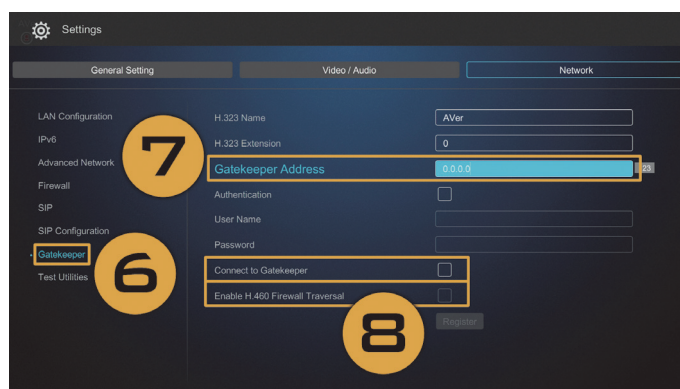 Settings
General Setting
Video / Audio
Network
LAN Configuration
IPv6
Advanced Network
Firewall
SIP
SIP Configuration
Gatekeeper
Test Utilities
H.323 Name
AVer
H.323 Extension
0
Gatekeeper Address
0.0.0.0
23
Authentication
User Name
Password
Connect to Gatekeeper
Enable H.460 Firewall Traversal
Register
7
6
8